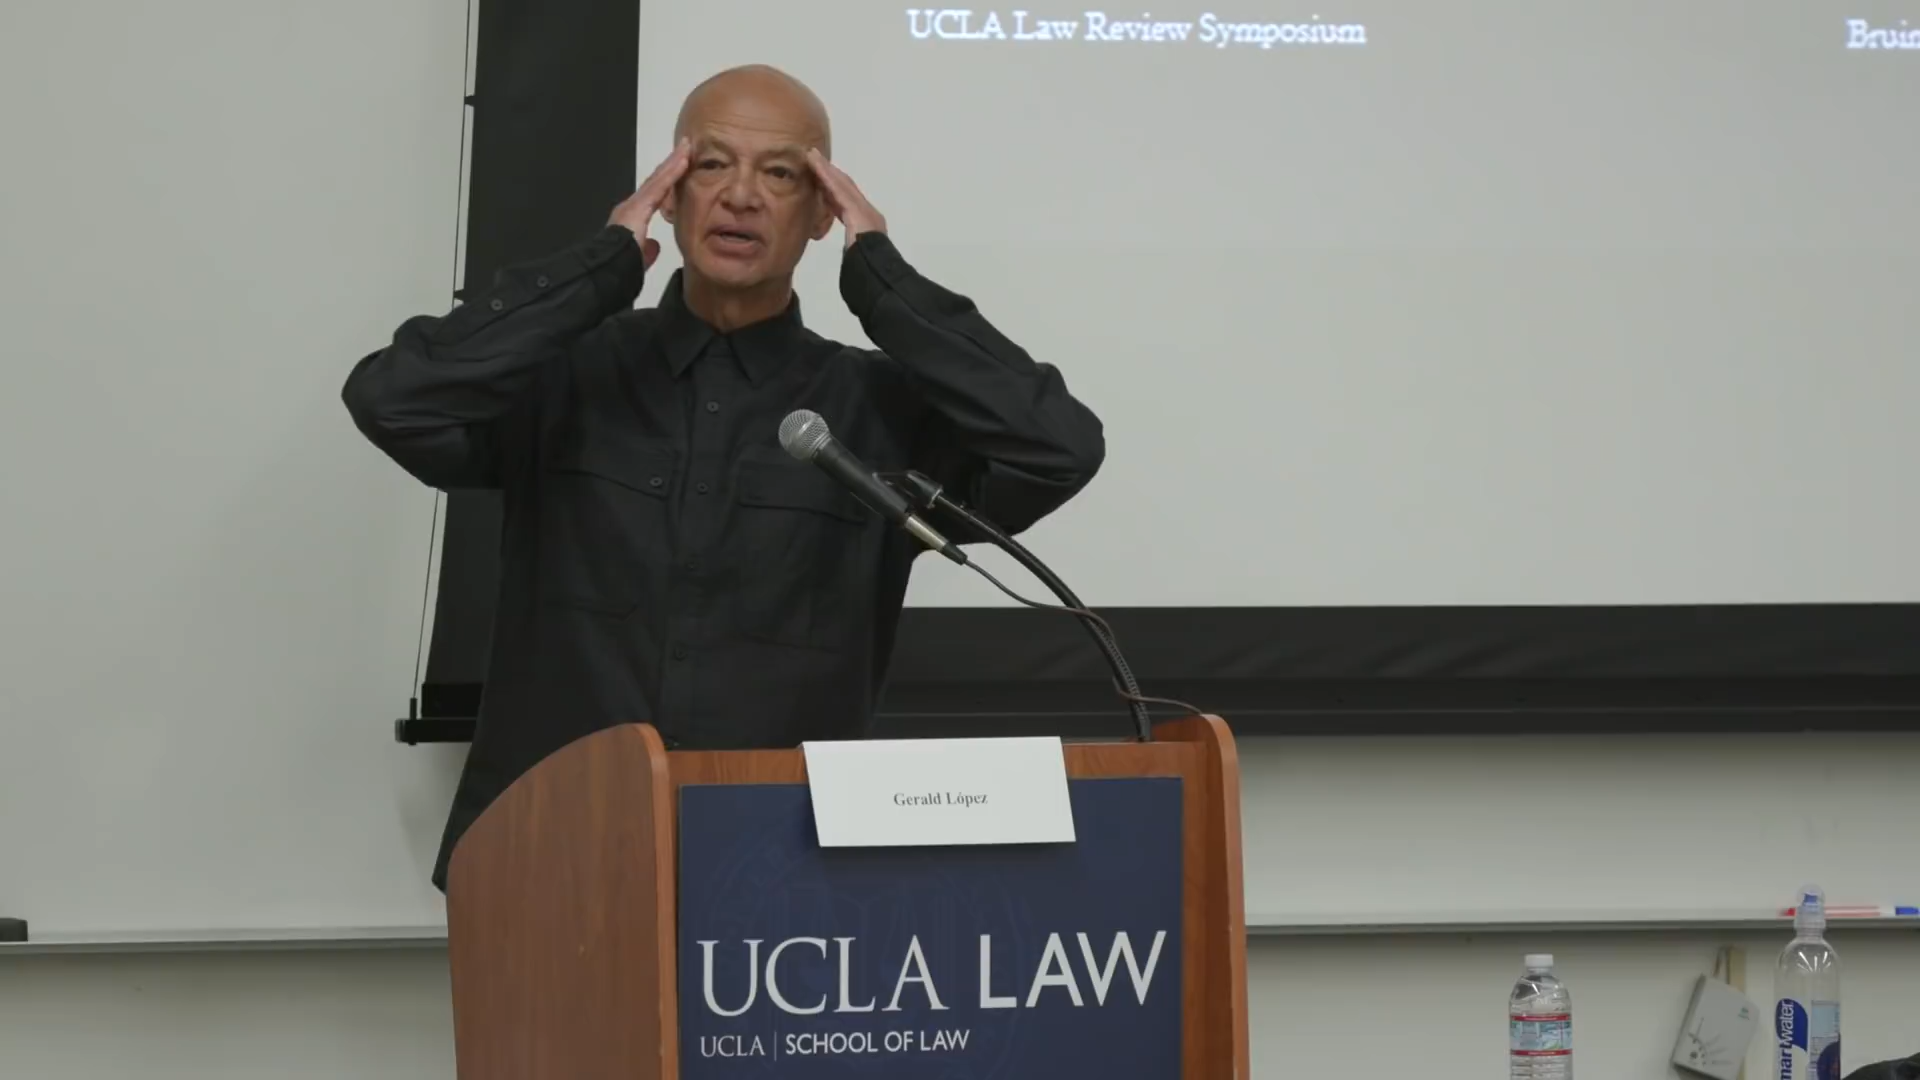 UCLA Law Review Symposium
Gerald López
UCLA LAW
UCLA | SCHOOL OF LAW